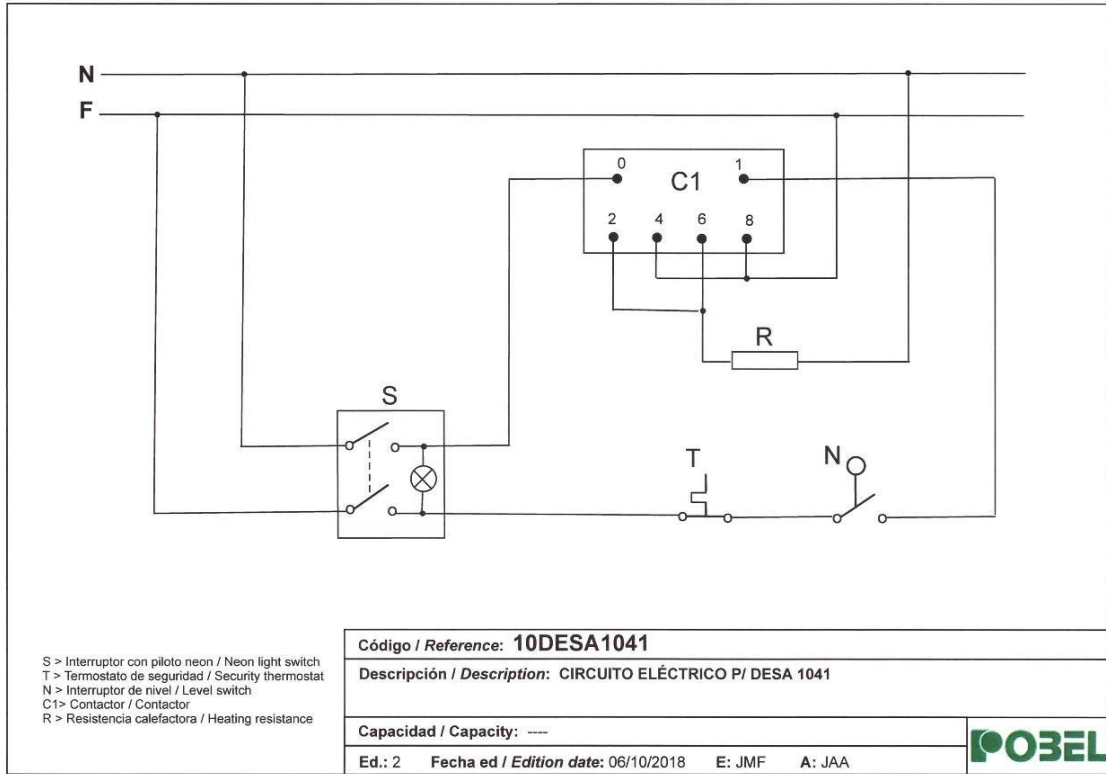 N
F
0
C1
1
2
4
6
8
R
S
T
N
S > Interruptor con piloto neon / Neon light switch
T > Termostato de seguridad / Security thermostat
N > Interruptor de nivel / Level switch
C1> Contactor / Contactor
R > Resistencia calefactora / Heating resistance
Código / Reference: 10DESA1041
Descripción / Description: CIRCUITO ELÉCTRICO P/ DESA 1041
Capacidad / Capacity: ----
Ed.: 2 Fecha ed / Edition date: 06/10/2018 E: JMF A: JAA
POBEL